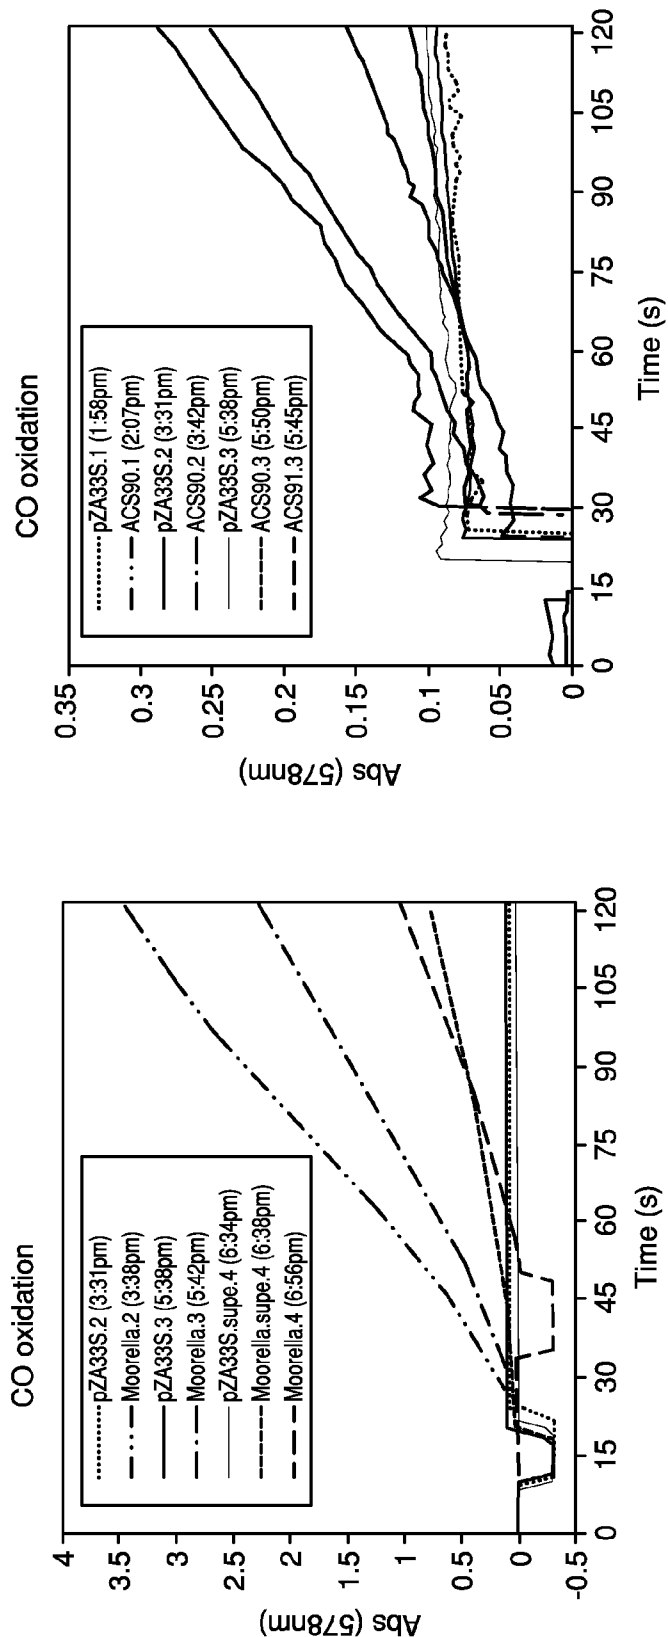 CO oxidation
Abs (578nm)
4
3.5
3
2.5
2
1.5
1
0.5
0
-0.5
pZA33S.2 (3:31pm)
Moorella.2 (3:38pm)
pZA33S.3 (5:38pm)
Moorella.3 (5:42pm)
pZA33S.supe.4 (6:34pm)
Moorella.supe.4 (6:38pm)
Moorella.4 (6:56pm)
0 15 30 45 60 75 90 105 120
Time (s)
CO oxidation
Abs (578nm)
0.35
0.3
0.25
0.2
0.15
0.1
0.05
0
pZA33S.1 (1:58pm)
ACS90.1 (2:07pm)
pZA33S.2 (3:31pm)
ACS90.2 (3:42pm)
pZA33S.3 (5:38pm)
ACS90.3 (5:50pm)
ACS91.3 (5:45pm)
0 15 30 45 60 75 90 105 120
Time (s)